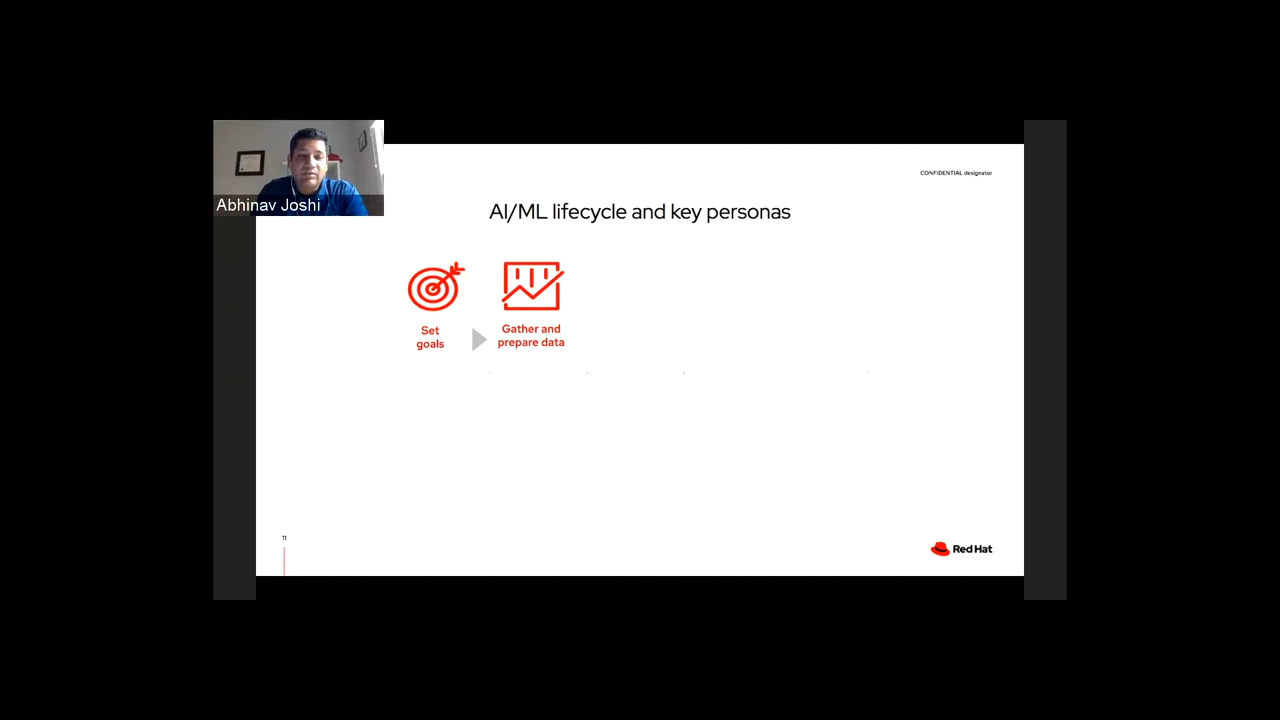 CONFIDENTIAL designator
Abhinav Joshi
AI/ML lifecycle and key personas
Set
goals
Gather and
prepare data
11
Red Hat